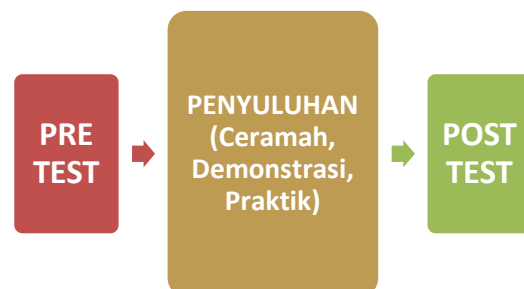 PRE
TEST
PENYULUHAN
(Ceramah,
Demonstrasi,
Praktik)
POST
TEST